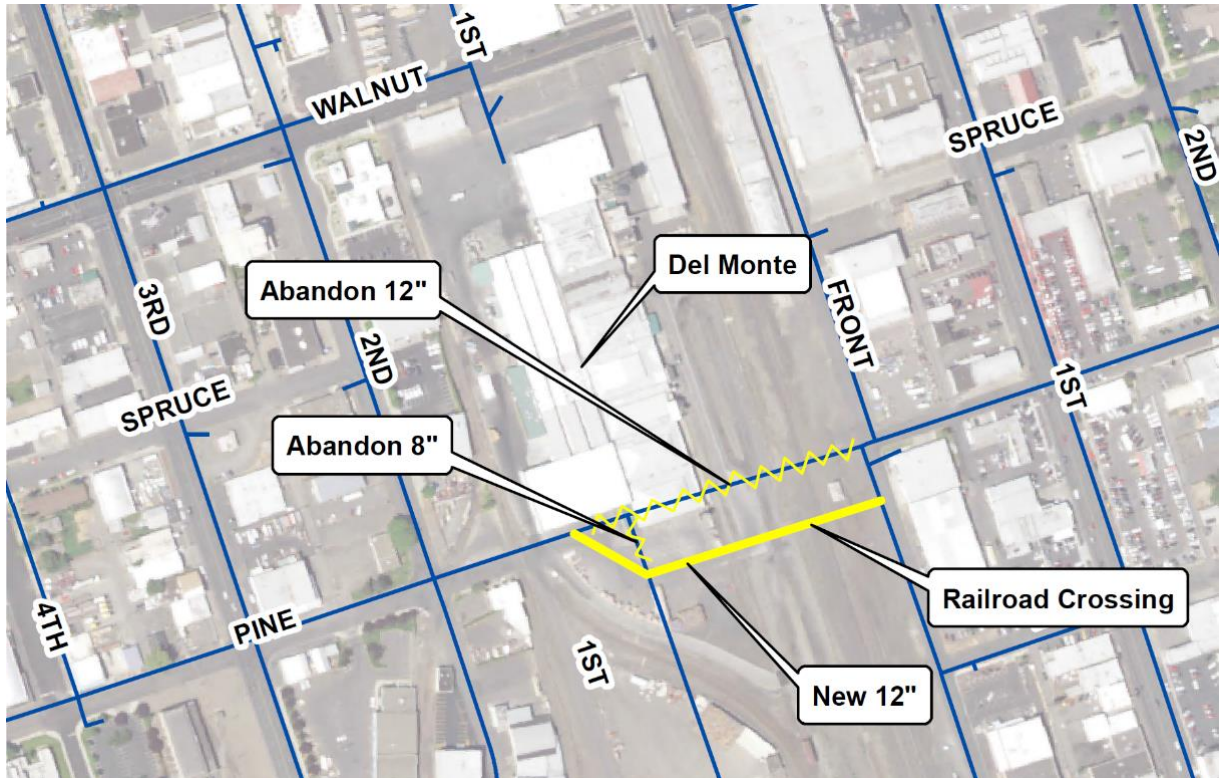 1ST
WALNUT
SPRUCE
2ND
Del Monte
Abandon 12"
3RD
FRONT
2ND
1ST
SPRUCE
Abandon 8"
Railroad Crossing
4TH
PINE
1ST
New 12"